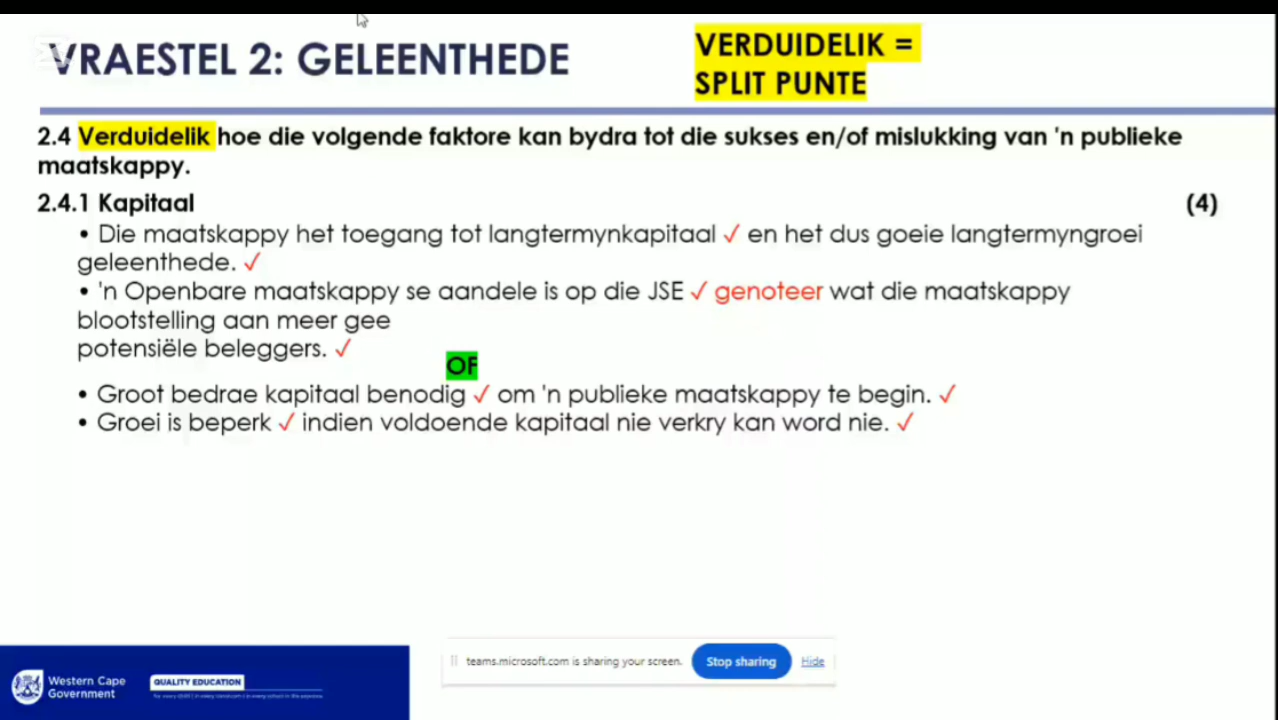 VRAESTEL 2: GELEENTHEDE
VERDUIDELIK =
SPLIT PUNTE
2.4 Verduidelik hoe die volgende faktore kan bydra tot die sukses en/of mislukking van 'n publieke
maatskappy.
2.4.1 Kapitaal (4)
• Die maatskappy het toegang tot langtermynkapitaal ✓ en het dus goeie langtermyngroei
geleenthede. ✓
• 'n Openbare maatskappy se aandele is op die JSE ✓ genoteer wat die maatskappy
blootstelling aan meer gee
potensiële beleggers. ✓
OF
• Groot bedrae kapitaal benodig ✓ om 'n publieke maatskappy te begin. ✓
• Groei is beperk ✓ indien voldoende kapitaal nie verkry kan word nie. ✓
teams.microsoft.com is sharing your screen. Stop sharing Hide
Western Cape
Government
QUALITY EDUCATION